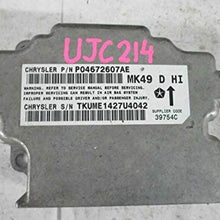 UJC214
CHRYSLER P/N P04672607AE
MK49 D HI
WARNING: REFER TO SERVICE MANUAL BEFORE SERVICING.
IMPROPER SERVICING CAN RESULT IN AIR BAG SYSTEM
FAILURE AND POSSIBLE DRIVER AND/OR PASSENGER INJURY
SUPPLIER CODE
39754C
CHRYSLER S/N TKUME1427U4042